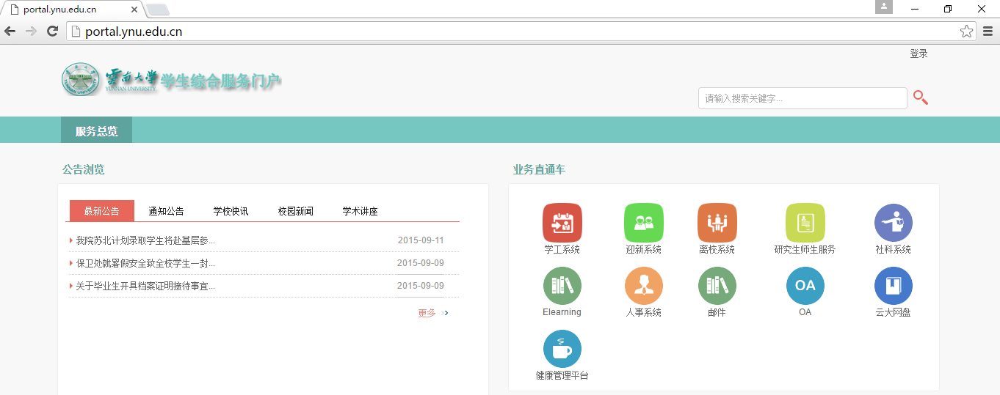 portal.ynu.edu.cn
portal.ynu.edu.cn
登录
雲南大学 学生综合服务门户
YUNNAN UNIVERSITY
请输入搜索关键字...
服务总览
公告浏览
最新公告 通知公告 学校快讯 校园新闻 学术讲座
我院苏北计划录取学生将赴基层参... 2015-09-11
保卫处就暑假安全致全校学生一封... 2015-09-09
关于毕业生开具档案证明接待事宜... 2015-09-09
更多
业务直通车
学工系统 迎新系统 离校系统 研究生师生服务 社科系统
OA
Elearning 人事系统 邮件 OA 云大网盘
健康管理平台